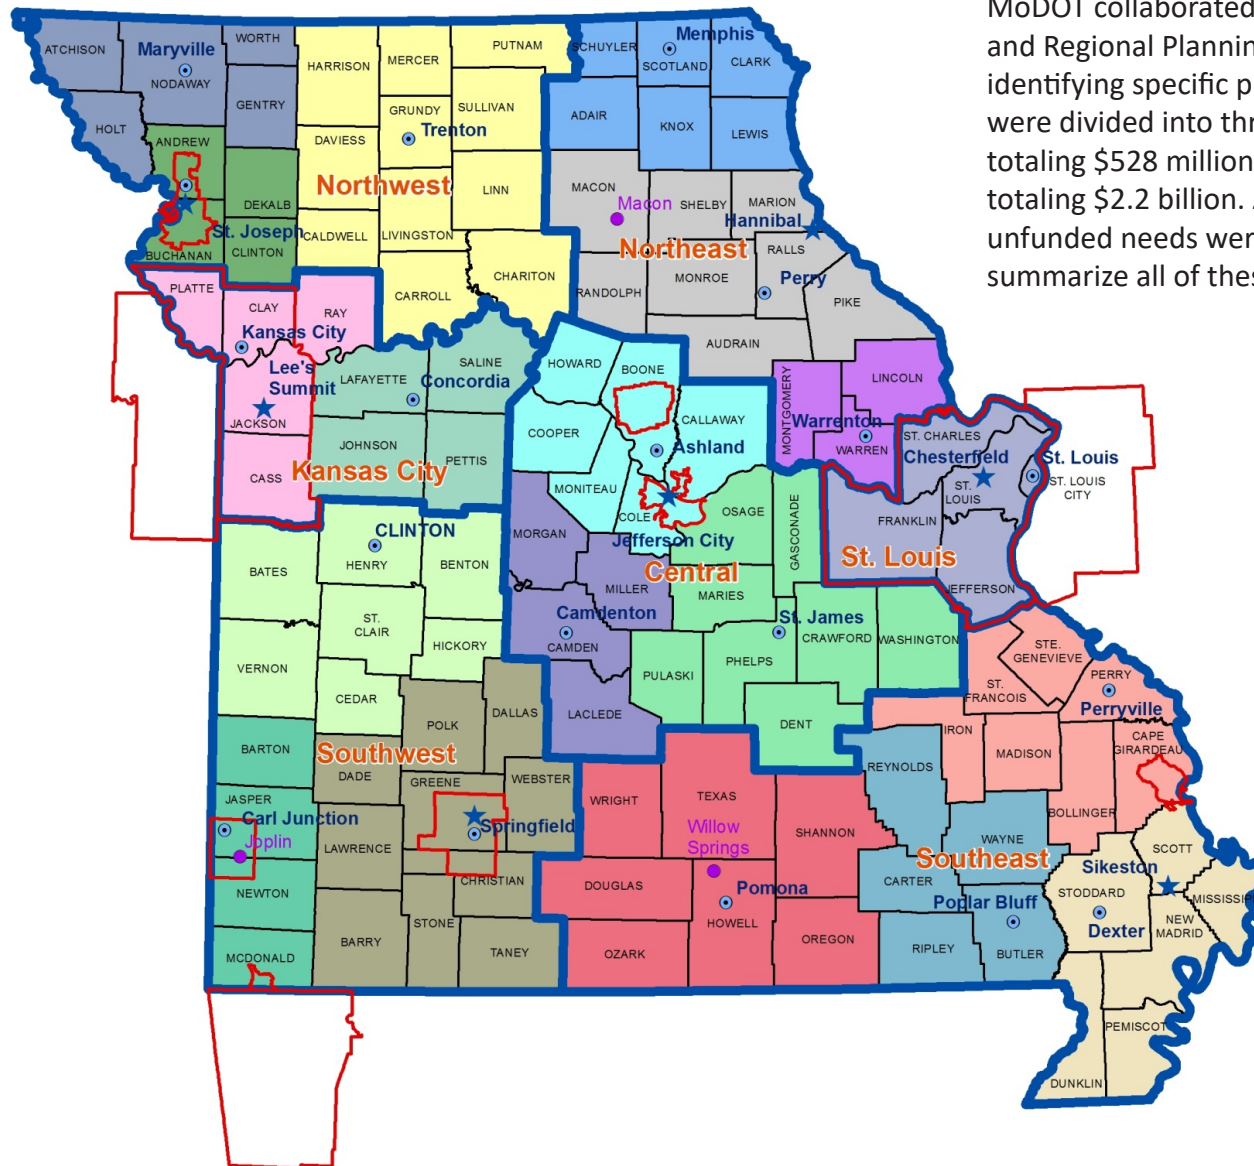 MoDOT collaborated
and Regional Plannin
identifying specific p
were divided into thr
totaling $528 million
totaling $2.2 billion.
unfunded needs wer
summarize all of thes
ATCHISON
Maryville
NODAWAY
WORTH
HARRISON
MERCER
PUTNAM
SCHUYLER
Memphis
SCOTLAND
CLARK
HOLT
GENTRY
GRUNDY
Trenton
SULLIVAN
ADAIR
KNOX
LEWIS
ANDREW
DAVIESS
DEKALB
Northwest
LINN
MACON
Macon
SHELBY
MARION
Hannibal
St. Joseph
BUCHANAN
CLINTON
CALDWELL
LIVINGSTON
CHARITON
Northeast
RALLS
PLATTE
CLAY
RAY
CARROLL
RANDOLPH
MONROE
Perry
PIKE
Kansas City
AUDRAIN
Lee's
Summit
JACKSON
LAFAYETTE
Concordia
SALINE
HOWARD
BOONE
CALLAWAY
MONTGOMERY
LINCOLN
Warrenton
WARREN
ST. CHARLES
Chesterfield
St. Louis
ST. LOUIS
CITY
ST.
LOUIS
CASS
JOHNSON
Kansas City
PETTIS
COOPER
Ashland
MONITEAU
COLE
Jefferson City
OSAGE
GASCONADE
FRANKLIN
St. Louis
JEFFERSON
CLINTON
HENRY
BENTON
MORGAN
Central
MILLER
MARIES
BATES
ST.
CLAIR
HICKORY
Camdenton
CAMDEN
St. James
CRAWFORD
WASHINGTON
PHELPS
PULASKI
STE.
GENEVIEVE
PERRY
Perryville
ST.
FRANCOIS
VERNON
CEDAR
POLK
DALLAS
LACLEDE
DENT
IRON
MADISON
CAPE
GIRARDEAU
BARTON
Southwest
DADE
GREENE
WEBSTER
WRIGHT
TEXAS
REYNOLDS
BOLLINGER
JASPER
Carl Junction
Joplin
LAWRENCE
Springfield
Willow
Springs
SHANNON
WAYNE
Southeast
SCOTT
Sikeston
NEWTON
CHRISTIAN
DOUGLAS
Pomona
HOWELL
CARTER
Poplar Bluff
STODDARD
Dexter
MISSISSIP
NEW
MADRID
MCDONALD
BARRY
STONE
TANEY
OZARK
OREGON
RIPLEY
BUTLER
PEMISCOT
DUNKLIN